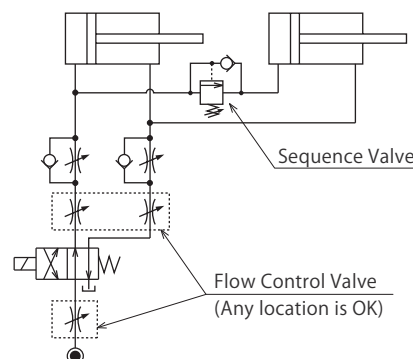 Sequence Valve
Flow Control Valve
(Any location is OK)